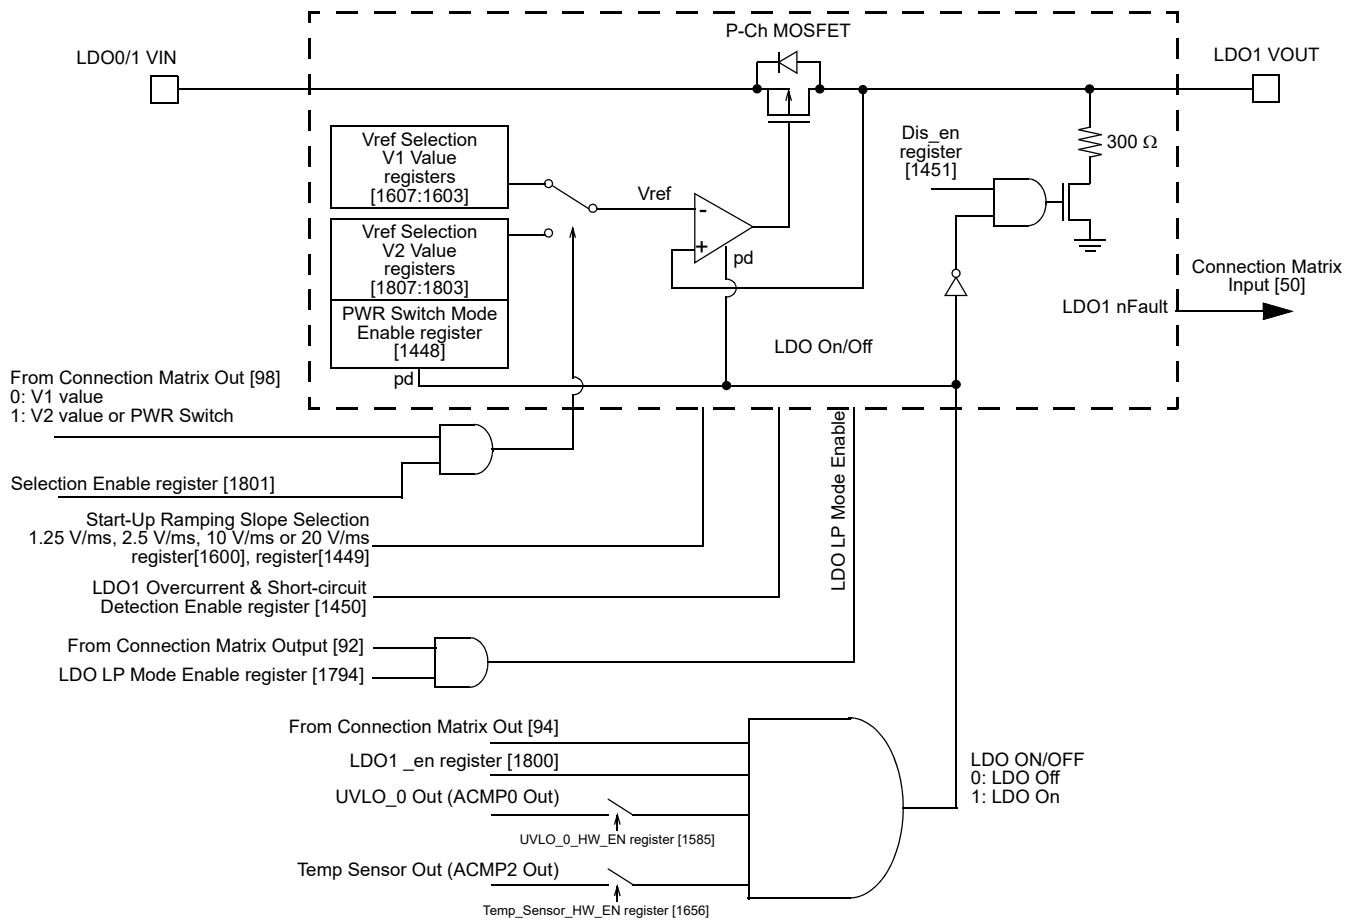 P-Ch MOSFET
LDO0/1 VIN
LDO1 VOUT
Vref Selection
V1 Value
registers
[1607:1603]
Vref
-
+
pd
Dis_en
register
[1451]
300 Ω
Vref Selection
V2 Value
registers
[1807:1803]
PWR Switch Mode
Enable register
[1448]
pd
LDO On/Off
Connection Matrix
Input [50]
LDO1 nFault
From Connection Matrix Out [98]
0: V1 value
1: V2 value or PWR Switch
Selection Enable register [1801]
Start-Up Ramping Slope Selection
1.25 V/ms, 2.5 V/ms, 10 V/ms or 20 V/ms
register[1600], register[1449]
LDO1 Overcurrent & Short-circuit
Detection Enable register [1450]
LDO LP Mode Enable
From Connection Matrix Output [92]
LDO LP Mode Enable register [1794]
From Connection Matrix Out [94]
LDO1 _en register [1800]
UVLO_0 Out (ACMP0 Out)
UVLO_0_HW_EN register [1585]
Temp Sensor Out (ACMP2 Out)
Temp_Sensor_HW_EN register [1656]
LDO ON/OFF
0: LDO Off
1: LDO On